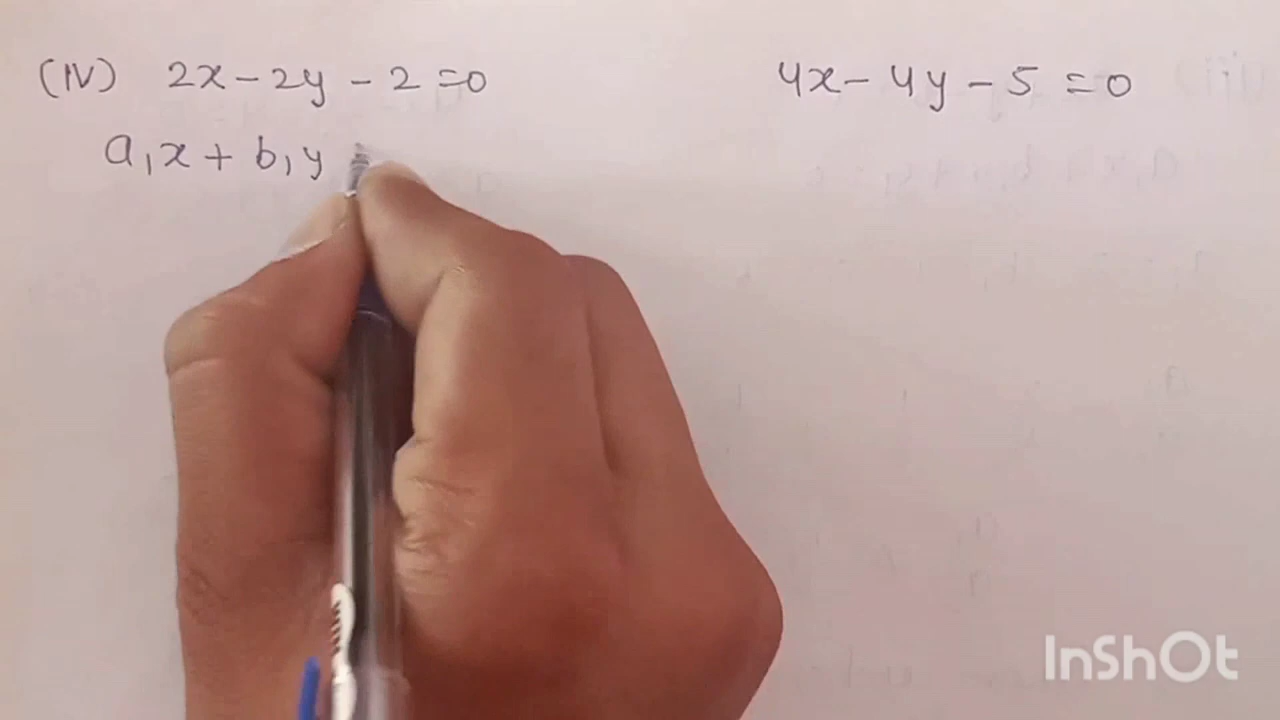 (IV) 2x - 2y - 2 = 0
4x - 4y - 5 = 0
a₁x + b₁y
InShOt